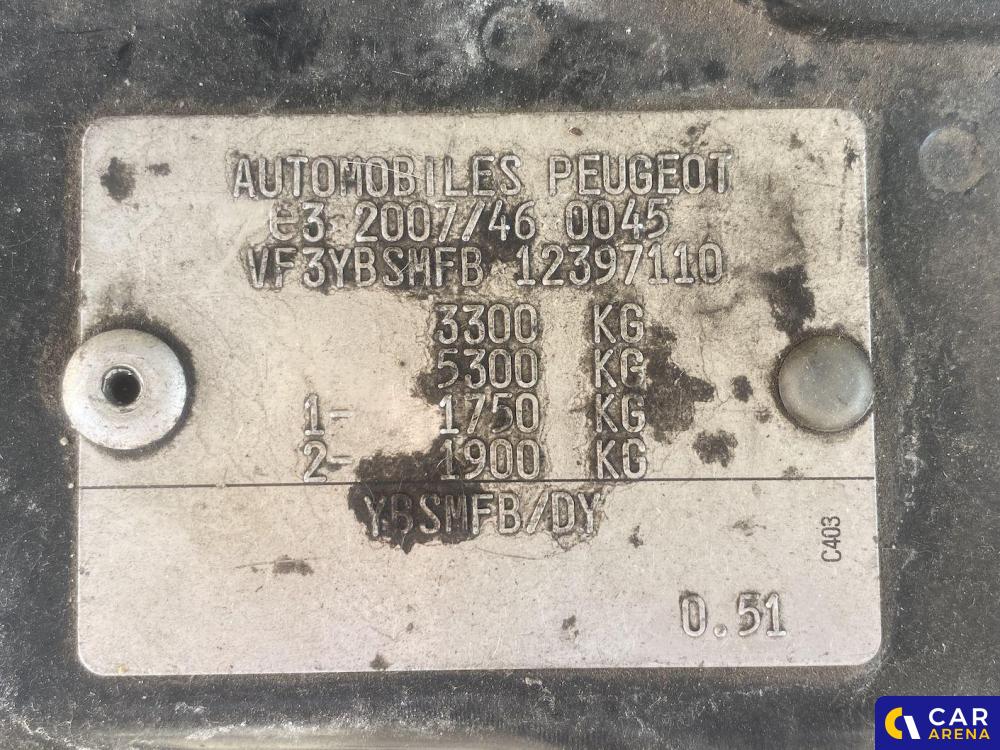 AUTOMOBILES PEUGEOT
e3 2007/46 0045
VF3YBSMFB 12397110
3300 KG
5300 KG
1- 1750 KG
2- 1900 KG
YBSMFB/DY
C403
0.51
CAR
ARENA